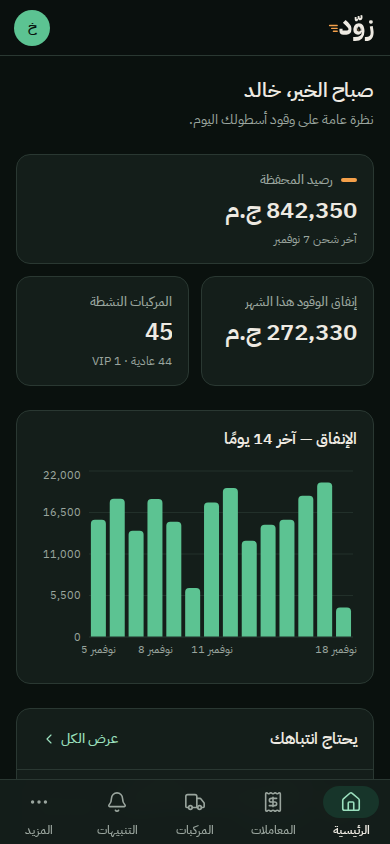 زوّد
خ
صباح الخير، خالد
نظرة عامة على وقود أسطولك اليوم.
رصيد المحفظة
842,350 ج.م
آخر شحن 7 نوفمبر
إنفاق الوقود هذا الشهر
272,330 ج.م
المركبات النشطة
45
44 عادية · 1 VIP
الإنفاق — آخر 14 يومًا
22,000
16,500
11,000
5,500
0
5 نوفمبر
8 نوفمبر
11 نوفمبر
18 نوفمبر
يحتاج انتباهك
عرض الكل
الرئيسية
المعاملات
المركبات
التنبيهات
المزيد